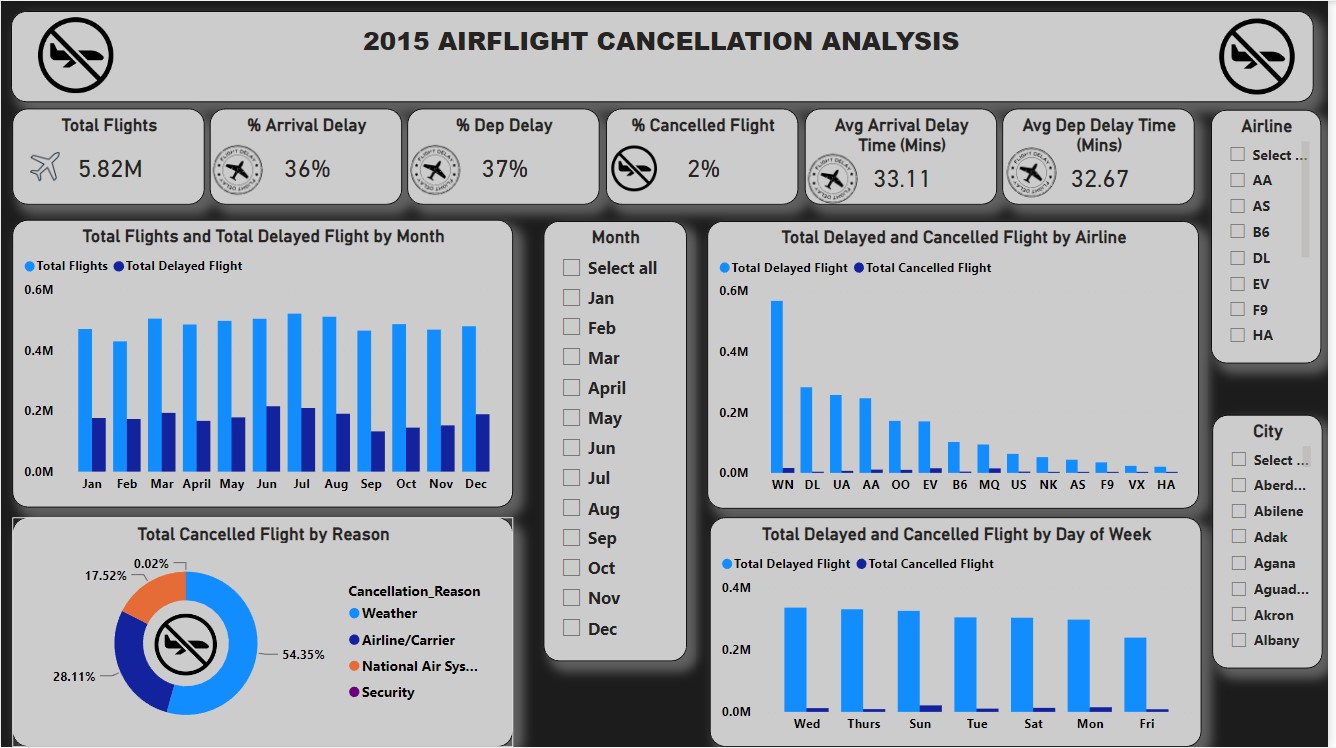 2015 AIRFLIGHT CANCELLATION ANALYSIS
Total Flights
5.82M
% Arrival Delay
FLIGHT DELAY
FLIGHT DELAY
36%
% Dep Delay
FLIGHT DELAY
FLIGHT DELAY
37%
% Cancelled Flight
2%
Avg Arrival Delay
Time (Mins)
FLIGHT DELAY
FLIGHT DELAY
33.11
Avg Dep Delay Time
(Mins)
FLIGHT DELAY
FLIGHT DELAY
32.67
Airline
Select ...
AA
AS
B6
DL
EV
F9
HA
Total Flights and Total Delayed Flight by Month
Total Flights Total Delayed Flight
0.6M
0.4M
0.2M
0.0M
Jan Feb Mar April May Jun Jul Aug Sep Oct Nov Dec
Month
Select all
Jan
Feb
Mar
April
May
Jun
Jul
Aug
Sep
Oct
Nov
Dec
Total Delayed and Cancelled Flight by Airline
Total Delayed Flight Total Cancelled Flight
0.6M
0.4M
0.2M
0.0M
WN DL UA AA OO EV B6 MQ US NK AS F9 VX HA
City
Select ...
Aberd...
Abilene
Adak
Agana
Aguad...
Akron
Albany
Total Cancelled Flight by Reason
0.02%
17.52%
28.11%
54.35%
Cancellation_Reason
Weather
Airline/Carrier
National Air Sys...
Security
Total Delayed and Cancelled Flight by Day of Week
Total Delayed Flight Total Cancelled Flight
0.4M
0.2M
0.0M
Wed Thurs Sun Tue Sat Mon Fri